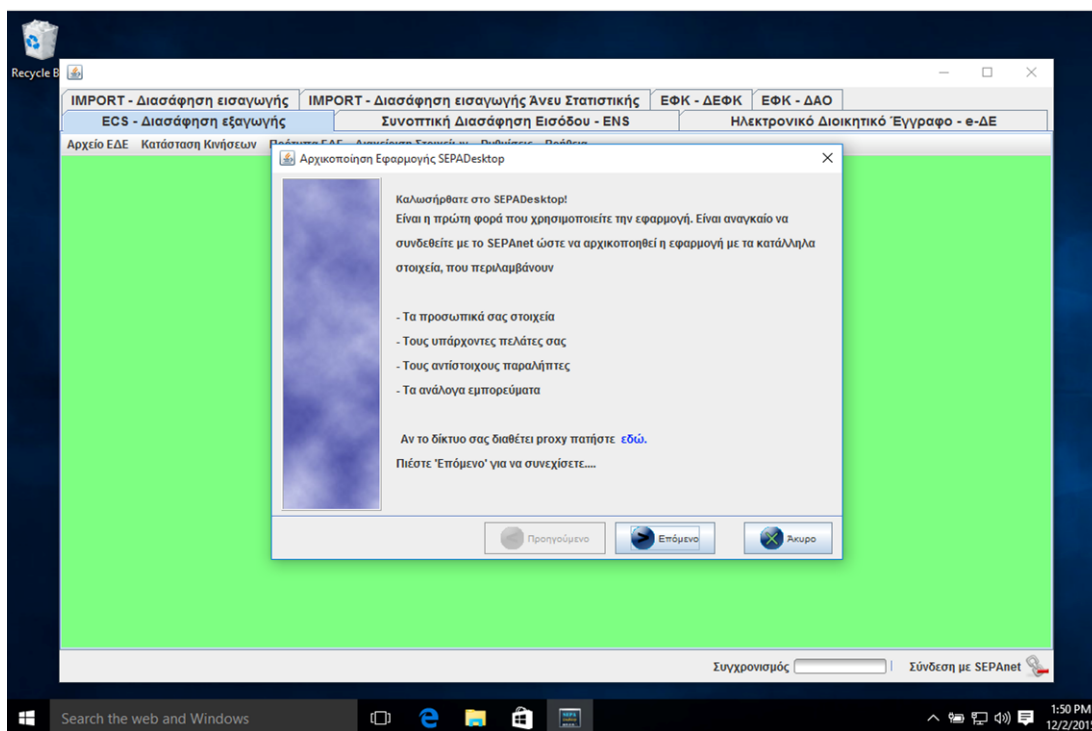 Recycle B
IMPORT - Διασάφηση εισαγωγής IMPORT - Διασάφηση εισαγωγής Άνευ Στατιστικής ΕΦΚ - ΔΕΦΚ ΕΦΚ - ΔΑΟ
ECS - Διασάφηση εξαγωγής Συνοπτική Διασάφηση Εισόδου - ENS Ηλεκτρονικό Διοικητικό Έγγραφο - e-ΔΕ
Αρχείο ΕΔΕ Κατάσταση Κινήσεων
Αρχικοποίηση Εφαρμογής SEPADesktop
Καλωσήρθατε στο SEPADesktop!
Είναι η πρώτη φορά που χρησιμοποιείτε την εφαρμογή. Είναι αναγκαίο να
συνδεθείτε με το SEPAnet ώστε να αρχικοποηθεί η εφαρμογή με τα κατάλληλα
στοιχεία, που περιλαμβάνουν
- Τα προσωπικά σας στοιχεία
- Τους υπάρχοντες πελάτες σας
- Τους αντίστοιχους παραλήπτες
- Τα ανάλογα εμπορεύματα
Αν το δίκτυο σας διαθέτει proxy πατήστε εδώ.
Πιέστε 'Επόμενο' για να συνεχίσετε....
Προηγούμενο Επόμενο Άκυρο
Συγχρονισμός Σύνδεση με SEPAnet
Search the web and Windows
1:50 PM
12/2/201